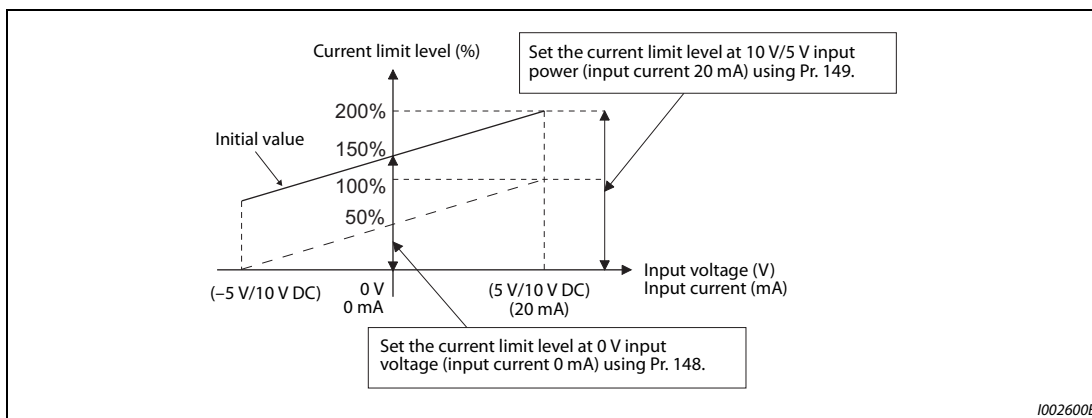 Current limit level (%)
Set the current limit level at 10 V/5 V input
power (input current 20 mA) using Pr. 149.
200%
Initial value
150%
100%
50%
Input voltage (V)
Input current (mA)
(–5 V/10 V DC)
0 V
0 mA
(5 V/10 V DC)
(20 mA)
Set the current limit level at 0 V input
voltage (input current 0 mA) using Pr. 148.